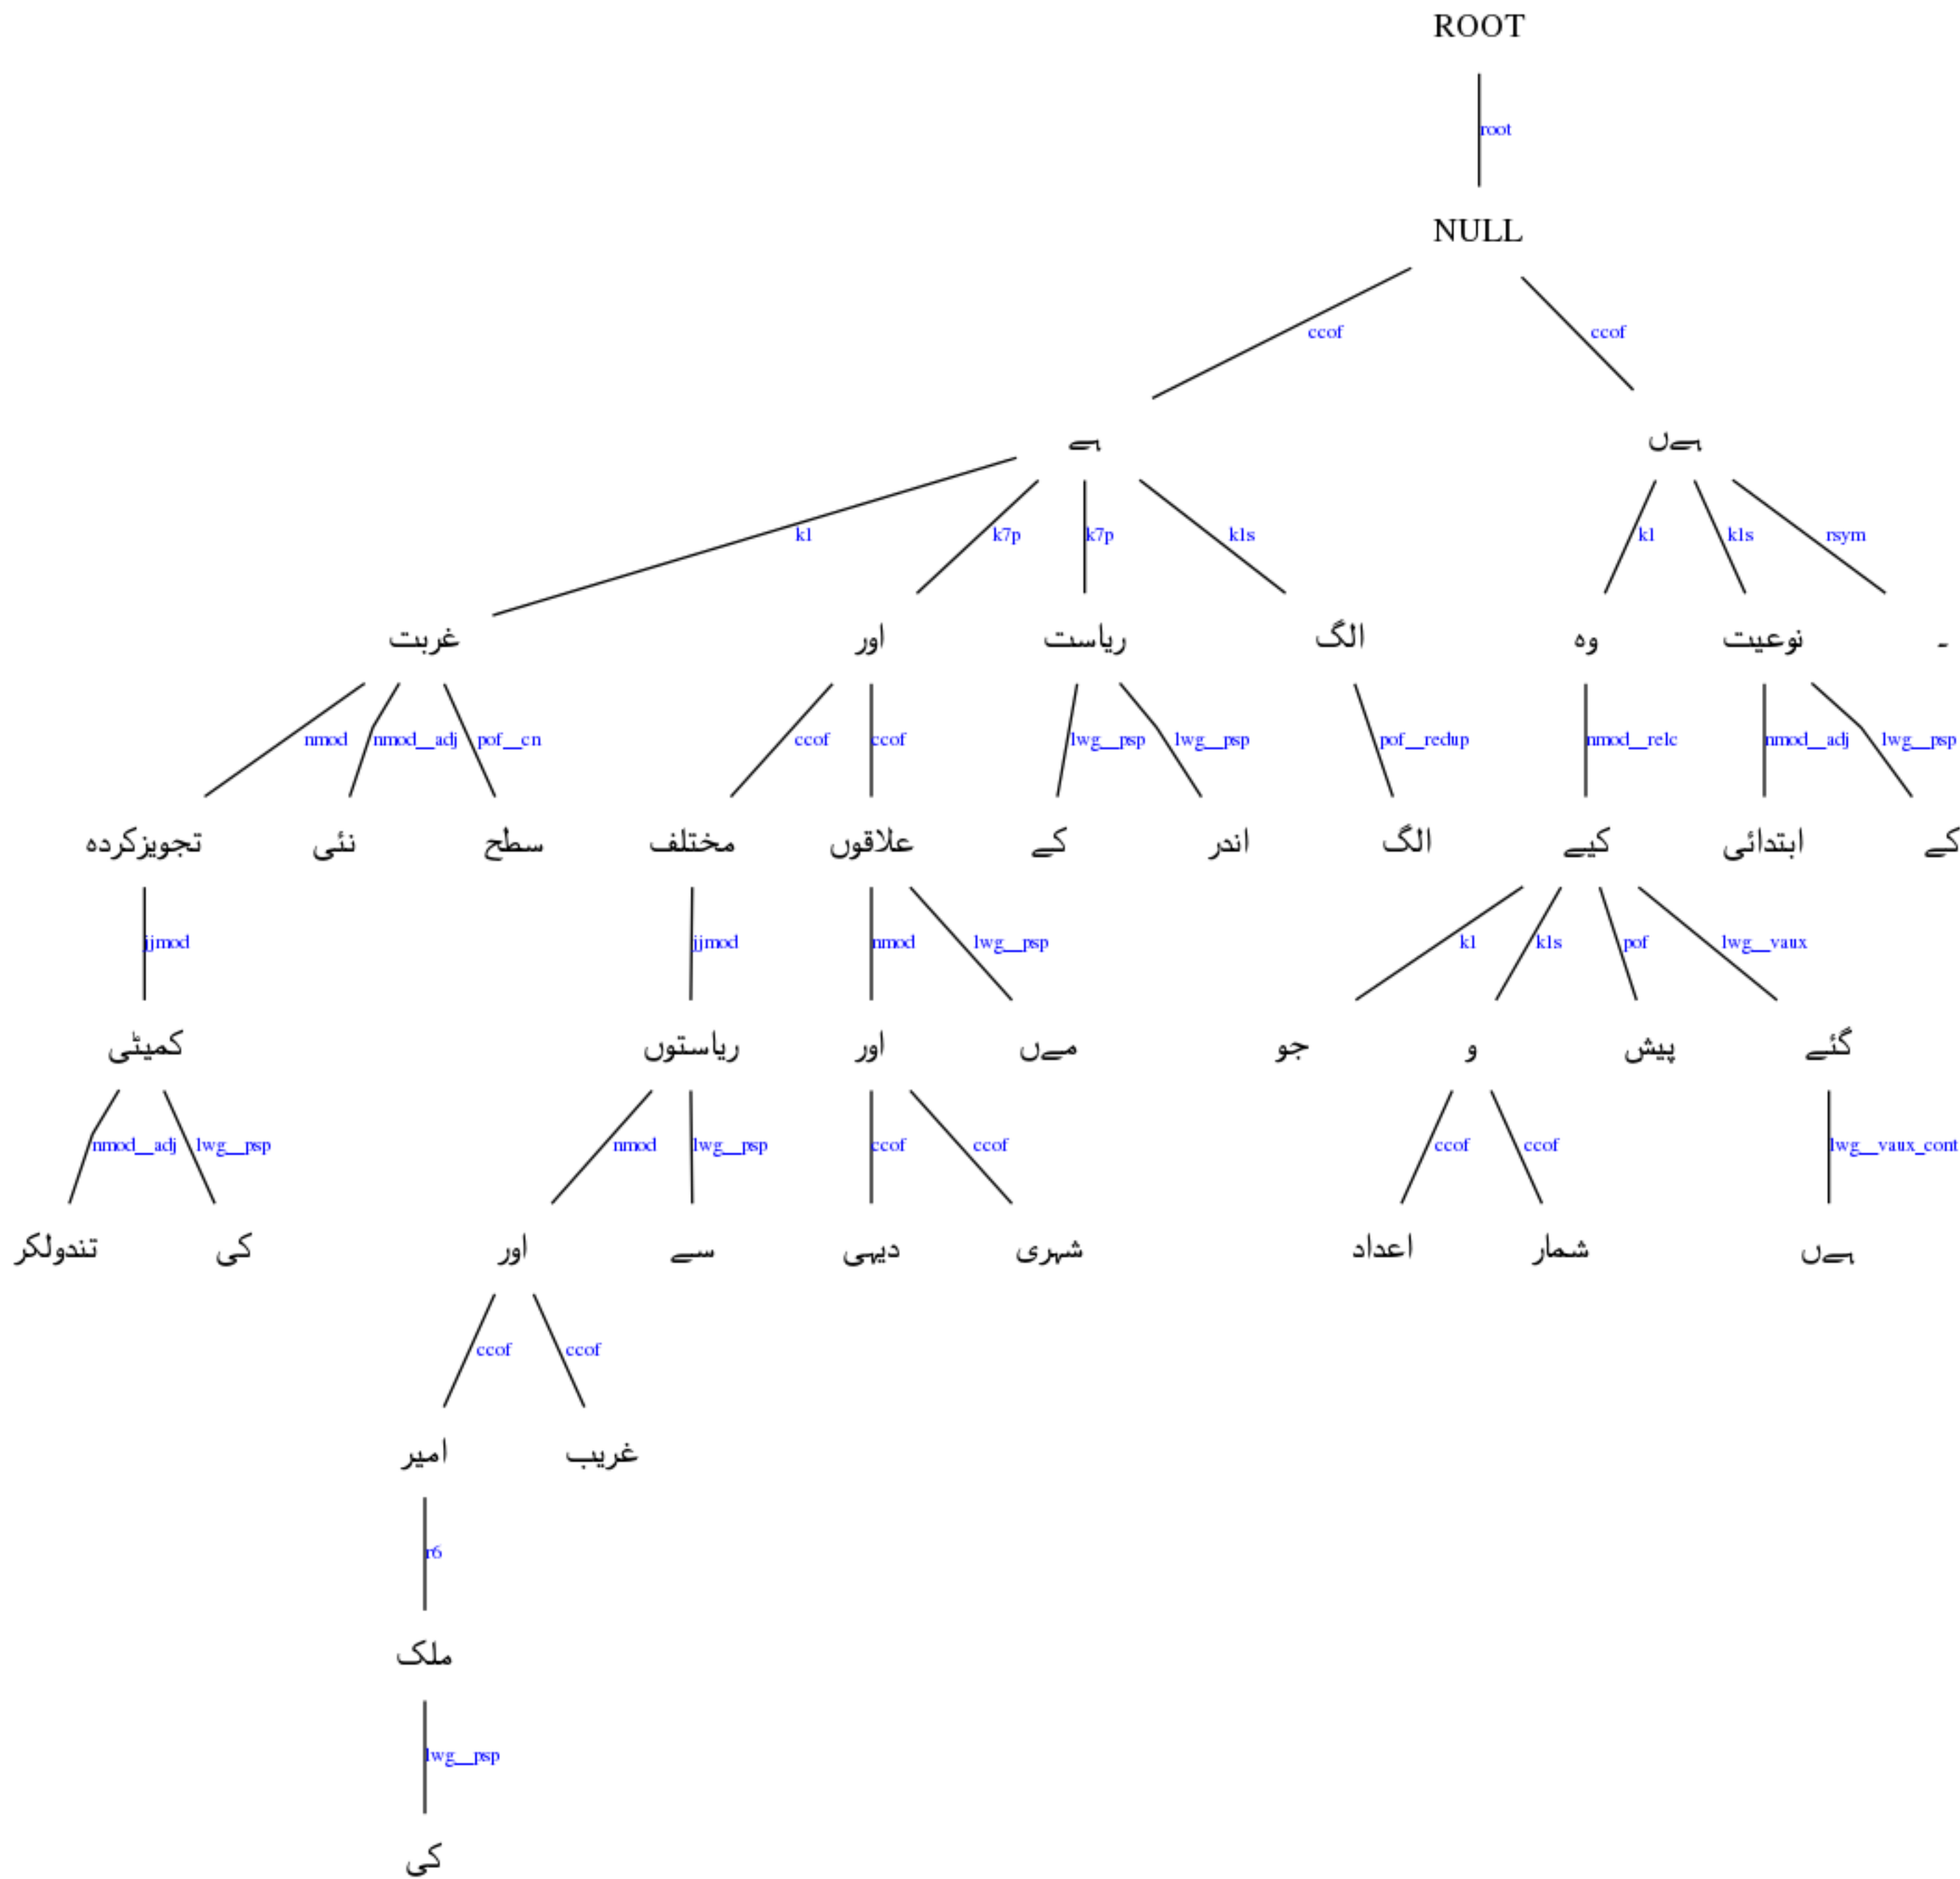 ROOT
root
NULL
ccof ccof
ہے ہےں
k1 k7p k7p k1s k1 k1s rsym
غربت اور ریاست الگ وہ نوعیت ۔
nmod nmod__adj pof__cn ccof ccof lwg__psp lwg__psp pof__redup nmod__relc nmod__adj lwg__psp
تجویزکردہ نئی سطح مختلف علاقوں کے اندر الگ کیے ابتدائی کے
jjmod jjmod nmod lwg__psp k1 k1s pof lwg__vaux
کمیٹی ریاستوں اور مےں جو و پیش گئے
nmod__adj lwg__psp nmod lwg__psp ccof ccof ccof ccof lwg__vaux_cont
تندولکر کی اور سے دیہی شہری اعداد شمار ہےں
ccof ccof
امیر غریب
r6
ملک
lwg__psp
کی